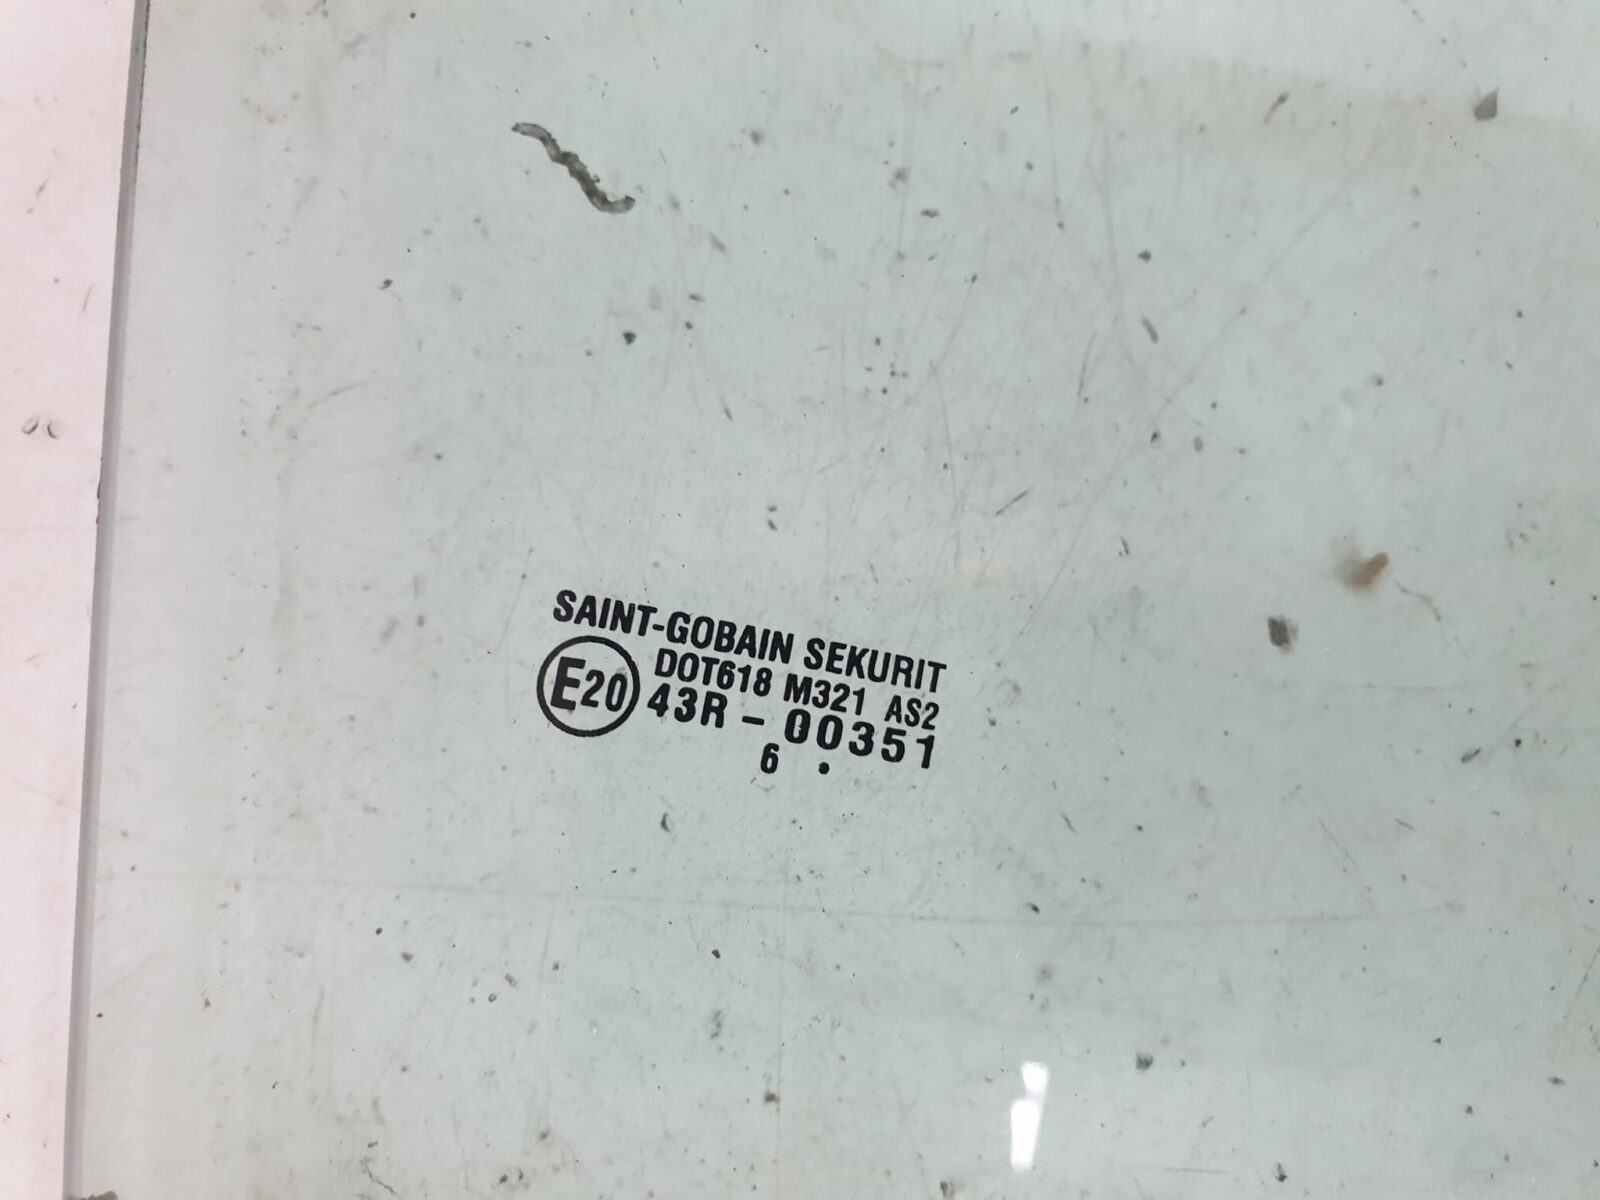 SAINT-GOBAIN SEKURIT
DOT618 M321 AS2
E20 43R - 00351
6 .